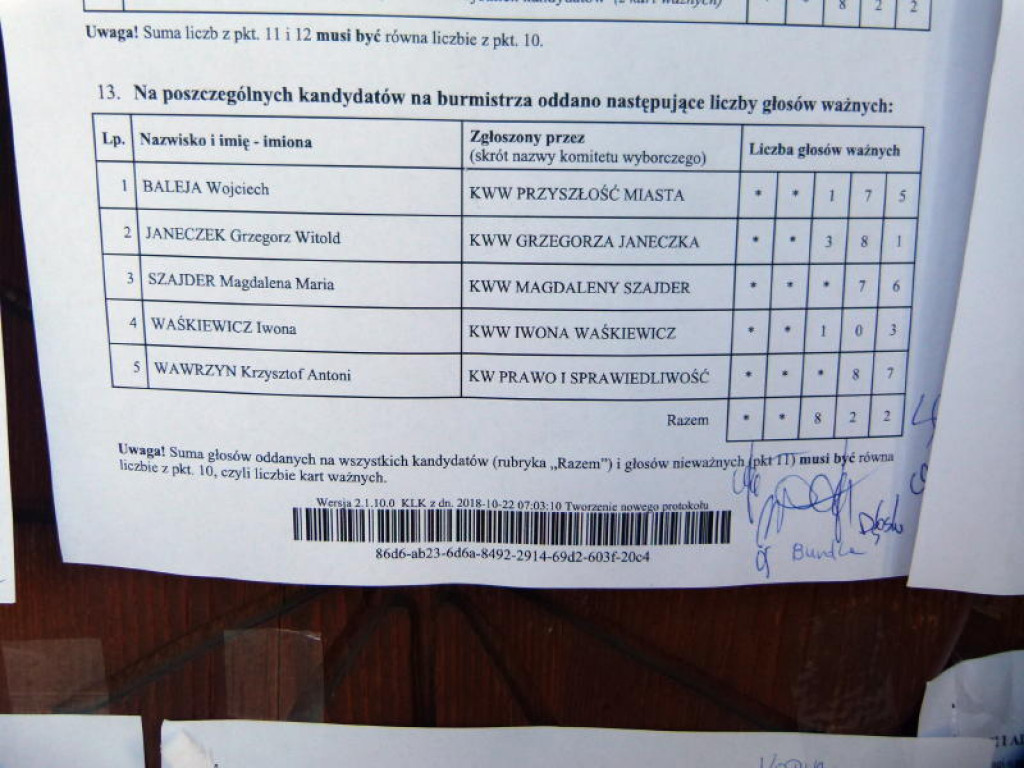 8 2 2
Uwaga! Suma liczb z pkt. 11 i 12 musi być równa liczbie z pkt. 10.
13. Na poszczególnych kandydatów na burmistrza oddano następujące liczby głosów ważnych:
Lp. Nazwisko i imię - imiona Zgłoszony przez (skrót nazwy komitetu wyborczego) Liczba głosów ważnych
1 BALEJA Wojciech KWW PRZYSZŁOŚĆ MIASTA * * 1 7 5
2 JANECZEK Grzegorz Witold KWW GRZEGORZA JANECZKA * * 3 8 1
3 SZAJDER Magdalena Maria KWW MAGDALENY SZAJDER * * * 7 6
4 WAŚKIEWICZ Iwona KWW IWONA WAŚKIEWICZ * * 1 0 3
5 WAWRZYN Krzysztof Antoni KW PRAWO I SPRAWIEDLIWOŚĆ * * * 8 7
Razem * * 8 2 2
Uwaga! Suma głosów oddanych na wszystkich kandydatów (rubryka „Razem”) i głosów nieważnych (pkt 11) musi być równa
liczbie z pkt. 10, czyli liczbie kart ważnych.
Wersja 2.1.10.0 KLK z dn. 2018-10-22 07:03:10 Tworzenie nowego protokołu
86d6-ab23-6d6a-8492-2914-69d2-603f-20c4